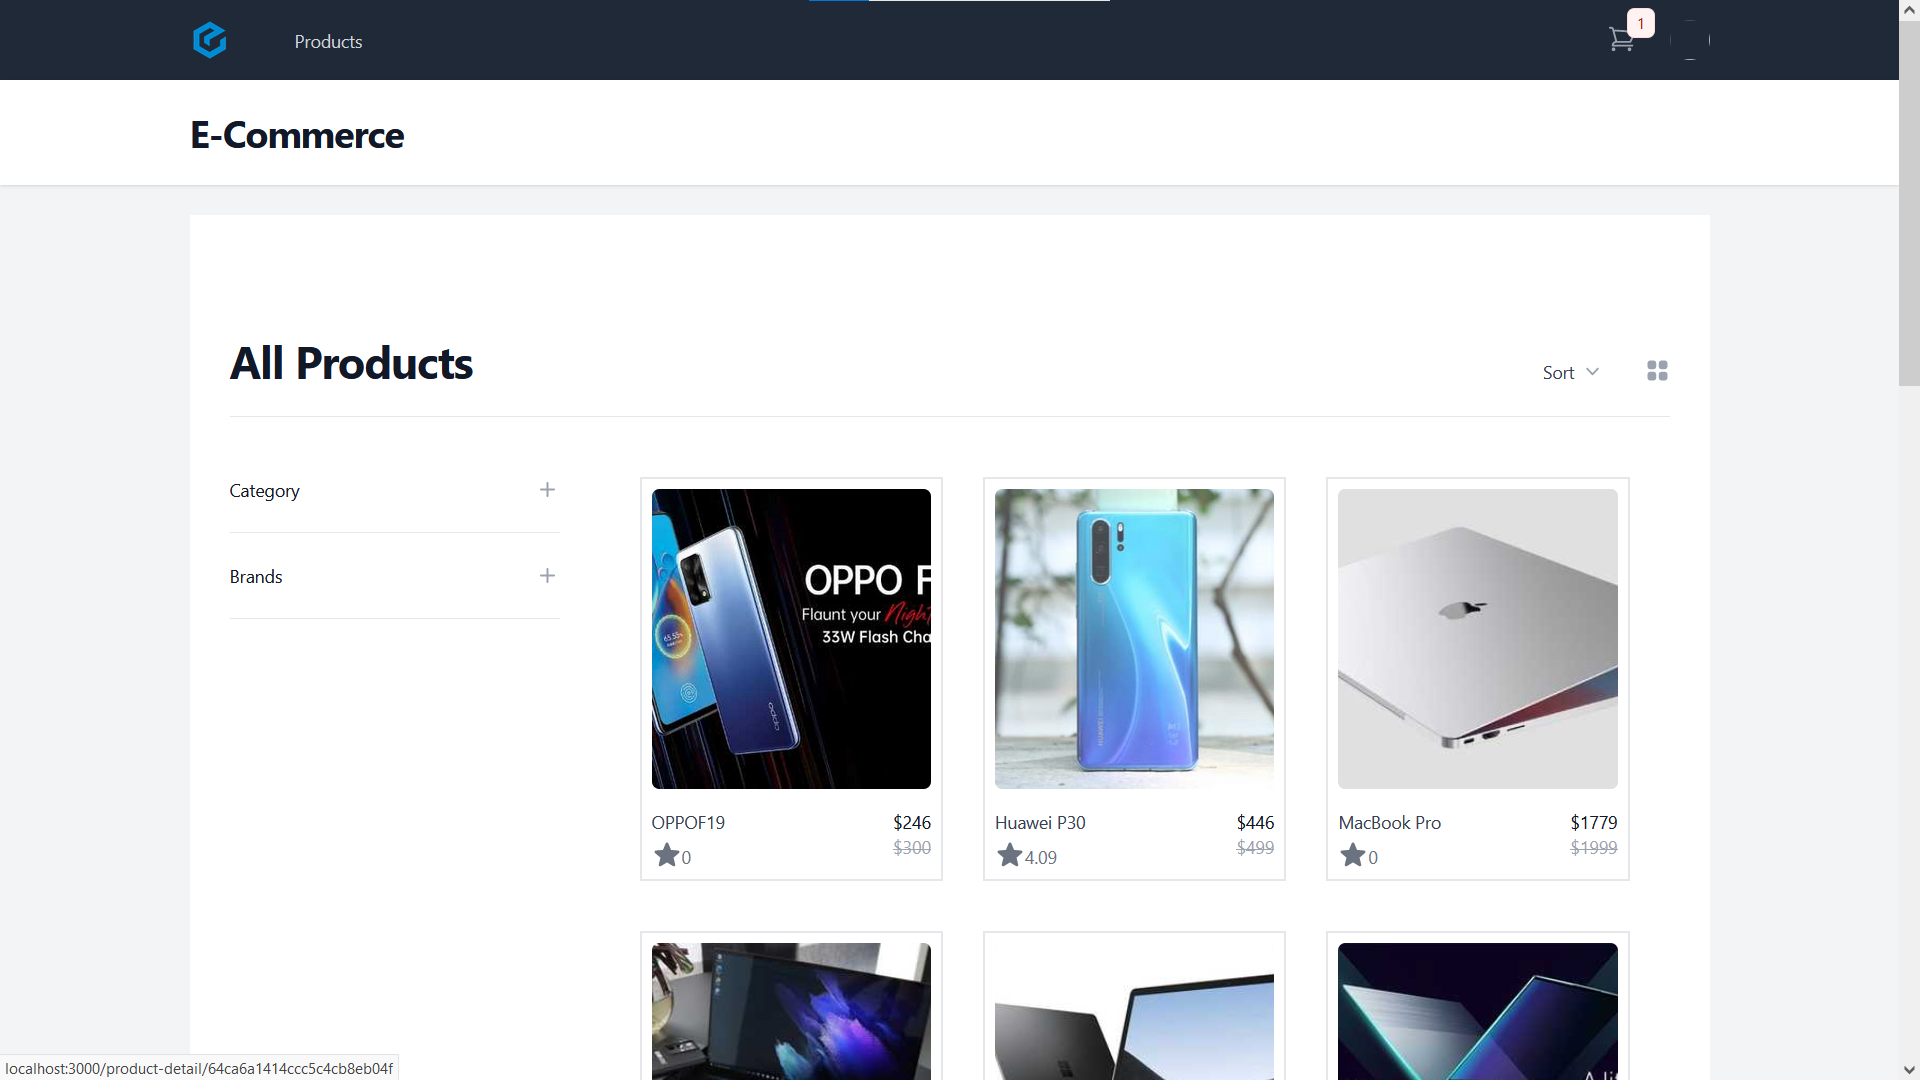 Products
1
E-Commerce
All Products
Sort
Category
Brands
OPPO F
Flaunt your Night
33W Flash Cha
OPPOF19
$246
0
$300
Huawei P30
$446
4.09
$499
MacBook Pro
$1779
0
$1999
localhost:3000/product-detail/64ca6a1414ccc5c4cb8eb04f